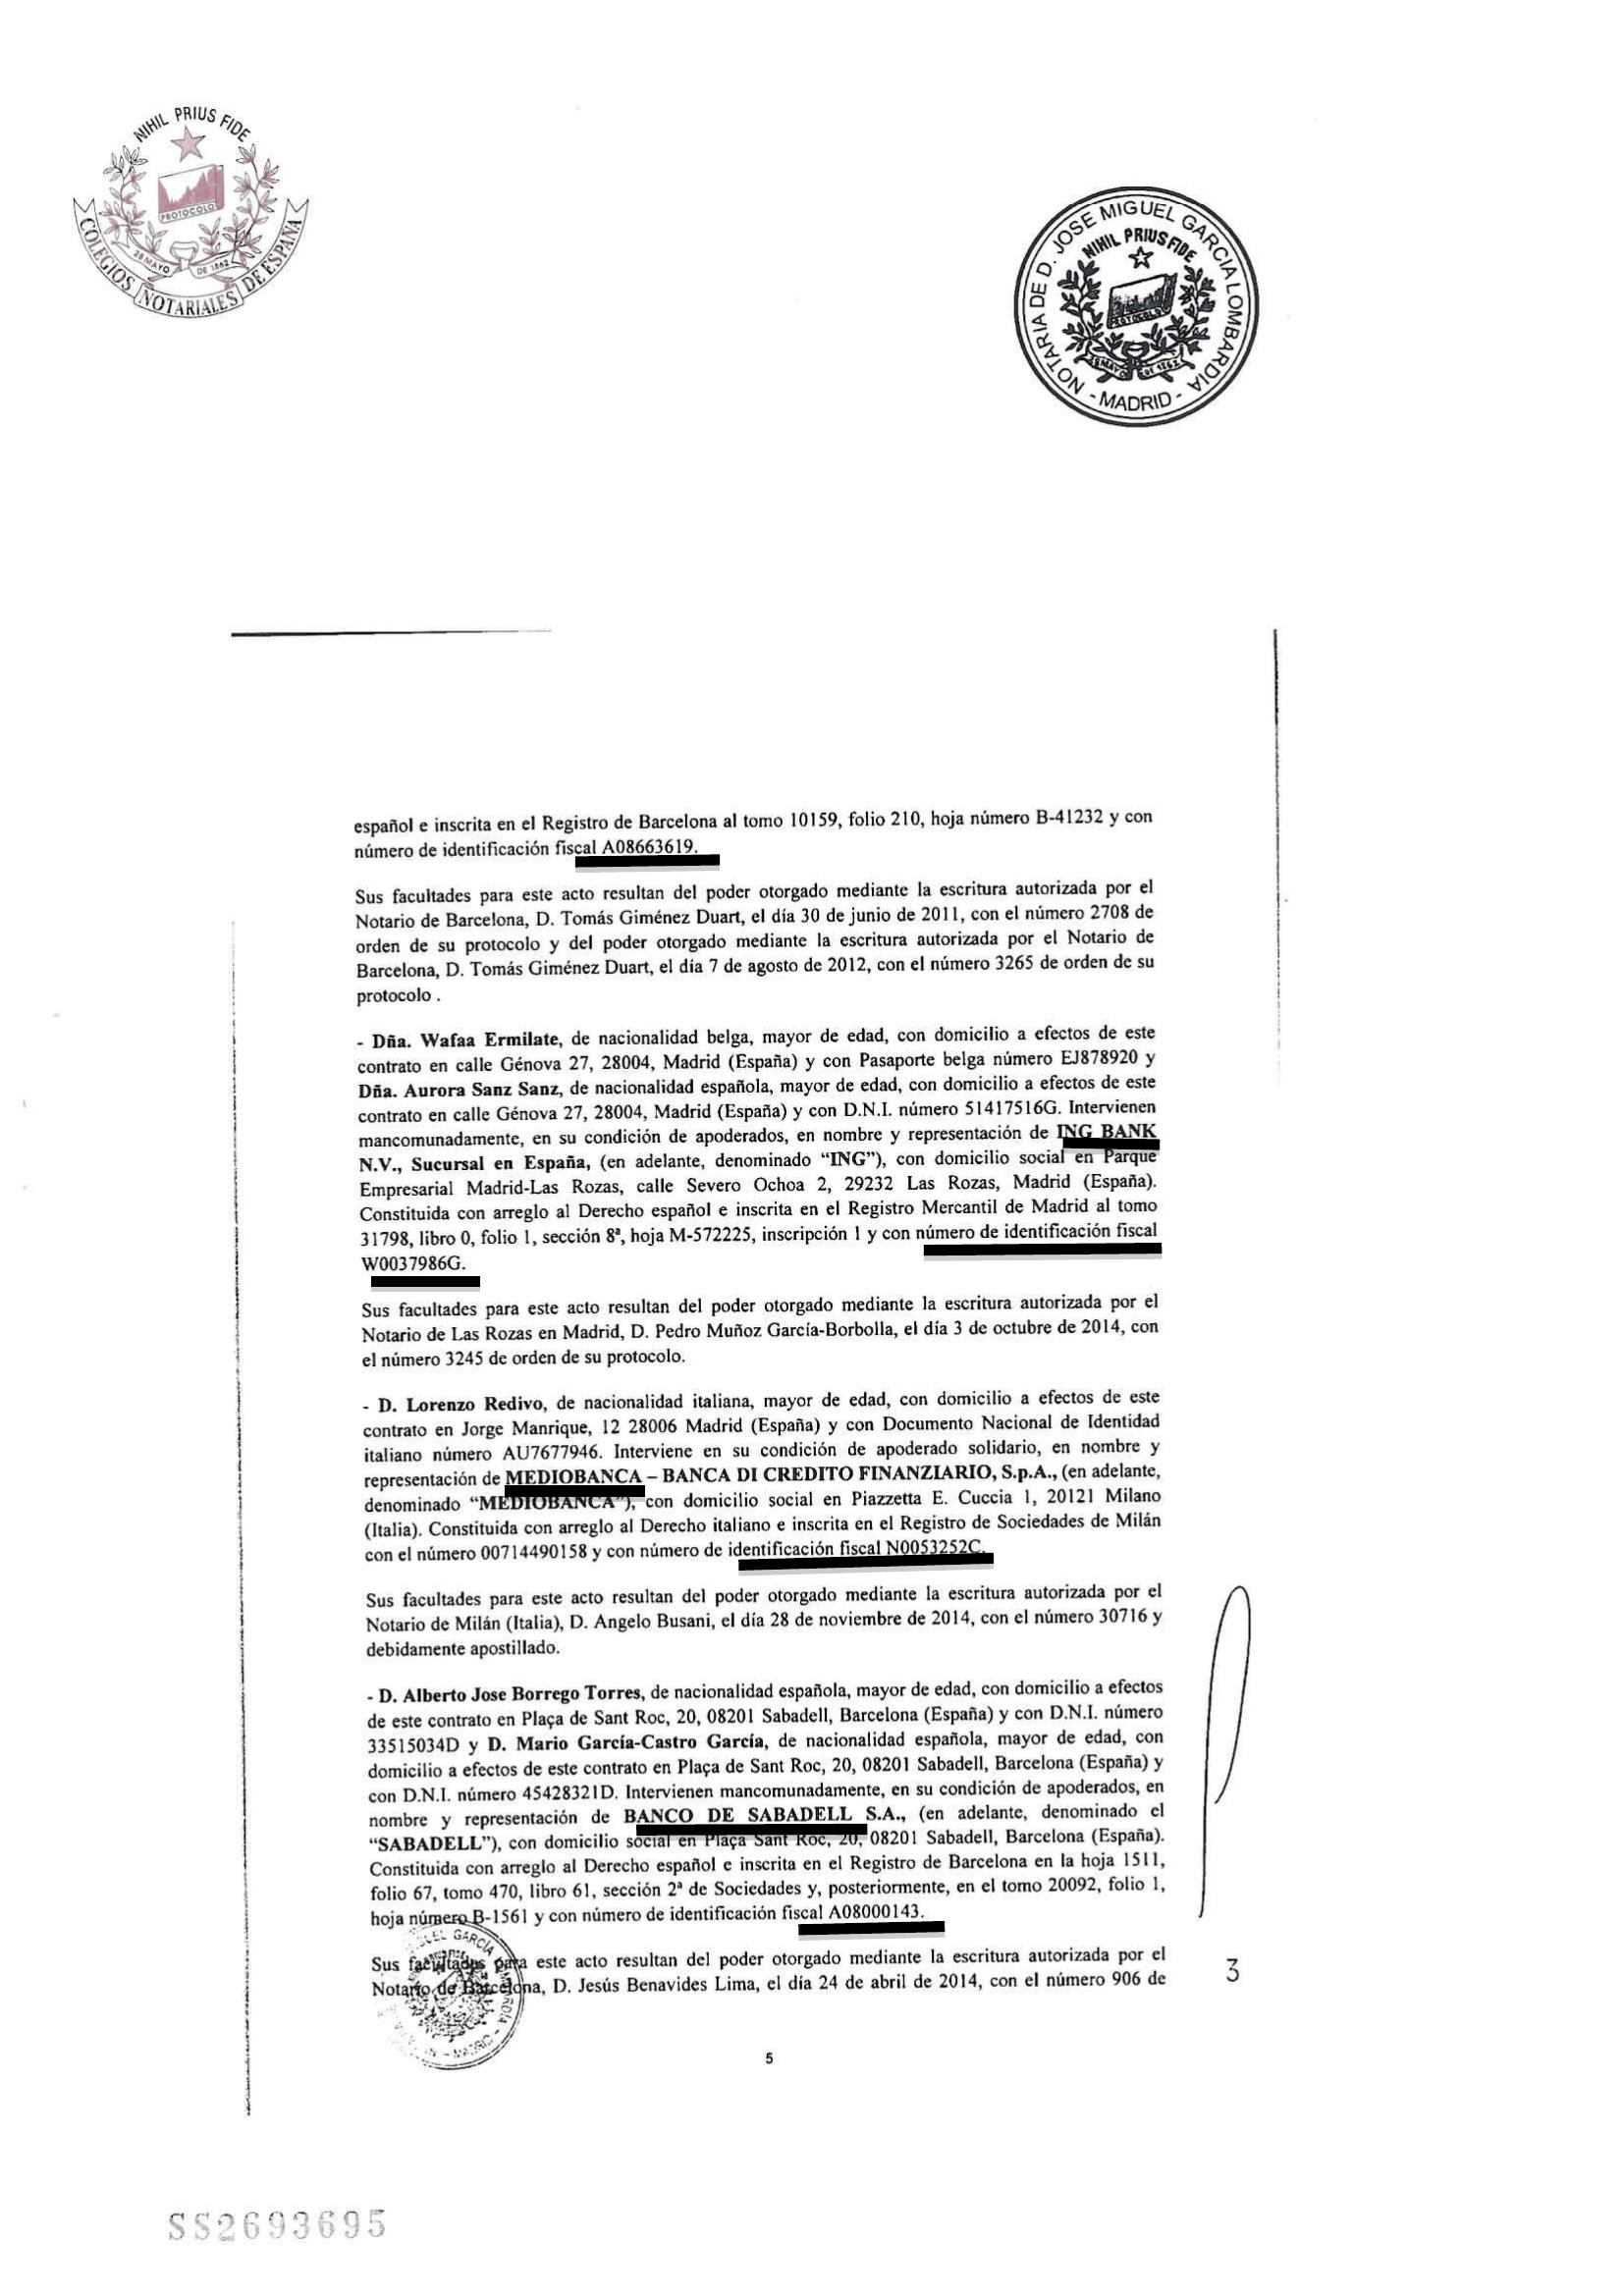 NIHIL PRIUS FIDE
PROTOCOLO
28 MAYO DE 1862
COLEGIOS NOTARIALES DE ESPAÑA
NOTARIA DE D. JOSE MIGUEL GARCIA LOMBARDIA
NIHIL PRIUS FIDE
PROTOCOLO
28 MAYO DE 1862
- MADRID -
español e inscrita en el Registro de Barcelona al tomo 10159, folio 210, hoja número B-41232 y con
número de identificación fiscal A08663619.
Sus facultades para este acto resultan del poder otorgado mediante la escritura autorizada por el
Notario de Barcelona, D. Tomás Giménez Duart, el día 30 de junio de 2011, con el número 2708 de
orden de su protocolo y del poder otorgado mediante la escritura autorizada por el Notario de
Barcelona, D. Tomás Giménez Duart, el día 7 de agosto de 2012, con el número 3265 de orden de su
protocolo .
- Dña. Wafaa Ermilate, de nacionalidad belga, mayor de edad, con domicilio a efectos de este
contrato en calle Génova 27, 28004, Madrid (España) y con Pasaporte belga número EJ878920 y
Dña. Aurora Sanz Sanz, de nacionalidad española, mayor de edad, con domicilio a efectos de este
contrato en calle Génova 27, 28004, Madrid (España) y con D.N.I. número 51417516G. Intervienen
mancomunadamente, en su condición de apoderados, en nombre y representación de ING BANK
N.V., Sucursal en España, (en adelante, denominado “ING”), con domicilio social en Parque
Empresarial Madrid-Las Rozas, calle Severo Ochoa 2, 29232 Las Rozas, Madrid (España).
Constituida con arreglo al Derecho español e inscrita en el Registro Mercantil de Madrid al tomo
31798, libro 0, folio 1, sección 8ª, hoja M-572225, inscripción 1 y con número de identificación fiscal
W0037986G.
Sus facultades para este acto resultan del poder otorgado mediante la escritura autorizada por el
Notario de Las Rozas en Madrid, D. Pedro Muñoz García-Borbolla, el día 3 de octubre de 2014, con
el número 3245 de orden de su protocolo.
- D. Lorenzo Redivo, de nacionalidad italiana, mayor de edad, con domicilio a efectos de este
contrato en Jorge Manrique, 12 28006 Madrid (España) y con Documento Nacional de Identidad
italiano número AU7677946. Interviene en su condición de apoderado solidario, en nombre y
representación de MEDIOBANCA – BANCA DI CREDITO FINANZIARIO, S.p.A., (en adelante,
denominado “MEDIOBANCA”), con domicilio social en Piazzetta E. Cuccia 1, 20121 Milano
(Italia). Constituida con arreglo al Derecho italiano e inscrita en el Registro de Sociedades de Milán
con el número 00714490158 y con número de identificación fiscal N0053252C.
Sus facultades para este acto resultan del poder otorgado mediante la escritura autorizada por el
Notario de Milán (Italia), D. Angelo Busani, el día 28 de noviembre de 2014, con el número 30716 y
debidamente apostillado.
- D. Alberto Jose Borrego Torres, de nacionalidad española, mayor de edad, con domicilio a efectos
de este contrato en Plaça de Sant Roc, 20, 08201 Sabadell, Barcelona (España) y con D.N.I. número
33515034D y D. Mario García-Castro García, de nacionalidad española, mayor de edad, con
domicilio a efectos de este contrato en Plaça de Sant Roc, 20, 08201 Sabadell, Barcelona (España) y
con D.N.I. número 45428321D. Intervienen mancomunadamente, en su condición de apoderados, en
nombre y representación de BANCO DE SABADELL S.A., (en adelante, denominado el
“SABADELL”), con domicilio social en Plaça Sant Roc, 20, 08201 Sabadell, Barcelona (España).
Constituida con arreglo al Derecho español e inscrita en el Registro de Barcelona en la hoja 1511,
folio 67, tomo 470, libro 61, sección 2ª de Sociedades y, posteriormente, en el tomo 20092, folio 1,
hoja número B-1561 y con número de identificación fiscal A08000143.
Sus facultades para este acto resultan del poder otorgado mediante la escritura autorizada por el
Notario de Barcelona, D. Jesús Benavides Lima, el día 24 de abril de 2014, con el número 906 de
3
5
SS2693695